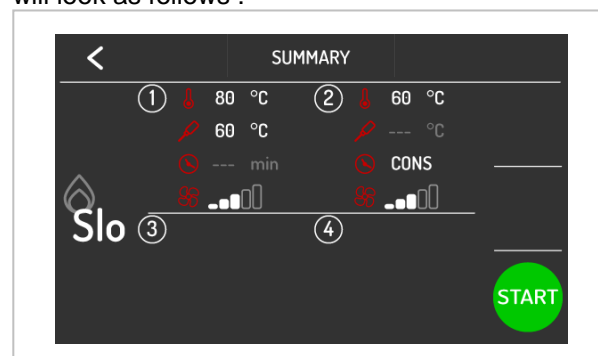 will look as follows :
SUMMARY
1 80 °C 2 60 °C
60 °C --- °C
--- min CONS
Slo 3 4
START